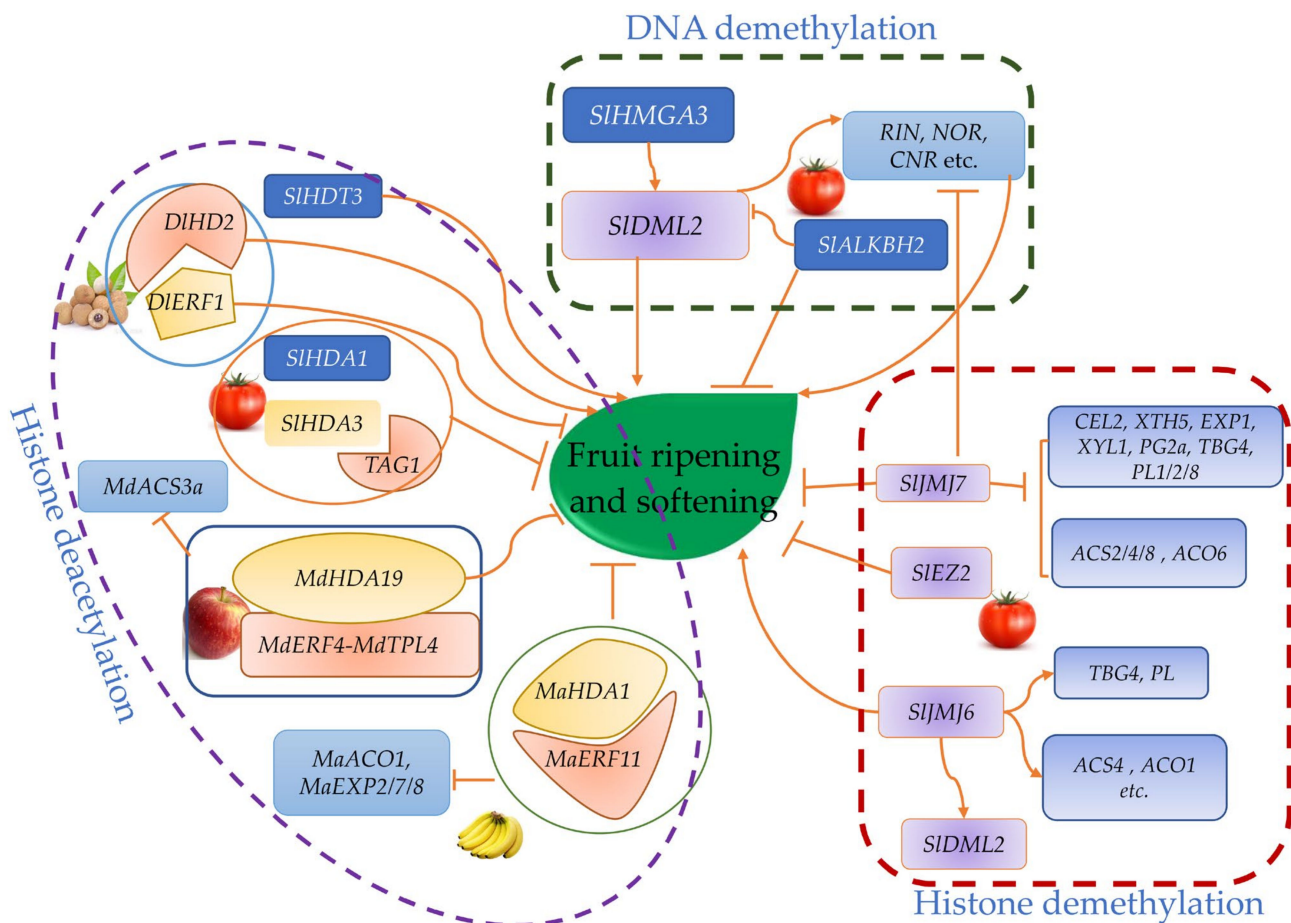 DNA demethylation
SlHMGA3
RIN, NOR,
CNR etc.
SlDML2
SlALKBH2
SlHDT3
DlHD2
DlERF1
SlHDA1
SlHDA3
TAG1
MdACS3a
MdHDA19
MdERF4-MdTPL4
MaHDA1
MaERF11
MaACO1,
MaEXP2/7/8
Histone deacetylation
Fruit ripening
and softening
CEL2, XTH5, EXP1,
XYL1, PG2a, TBG4,
PL1/2/8
SlJMJ7
ACS2/4/8 , ACO6
SlEZ2
TBG4, PL
SlJMJ6
ACS4 , ACO1
etc.
SlDML2
Histone demethylation